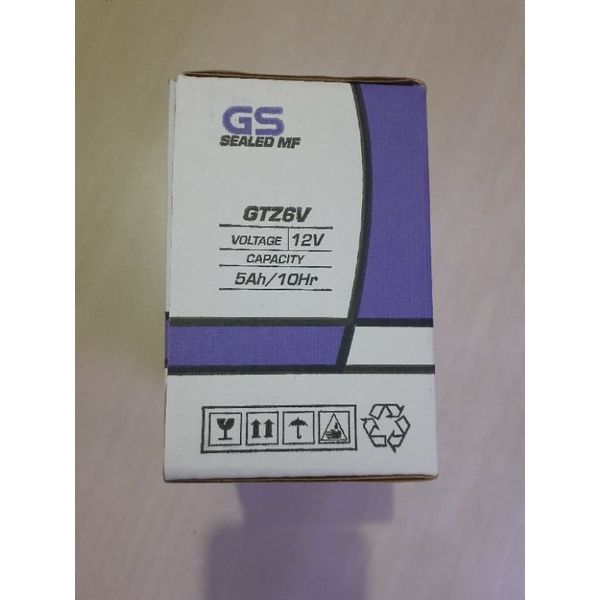 GS
SEALED MF
GTZ6V
VOLTAGE 12V
CAPACITY
5Ah/10Hr